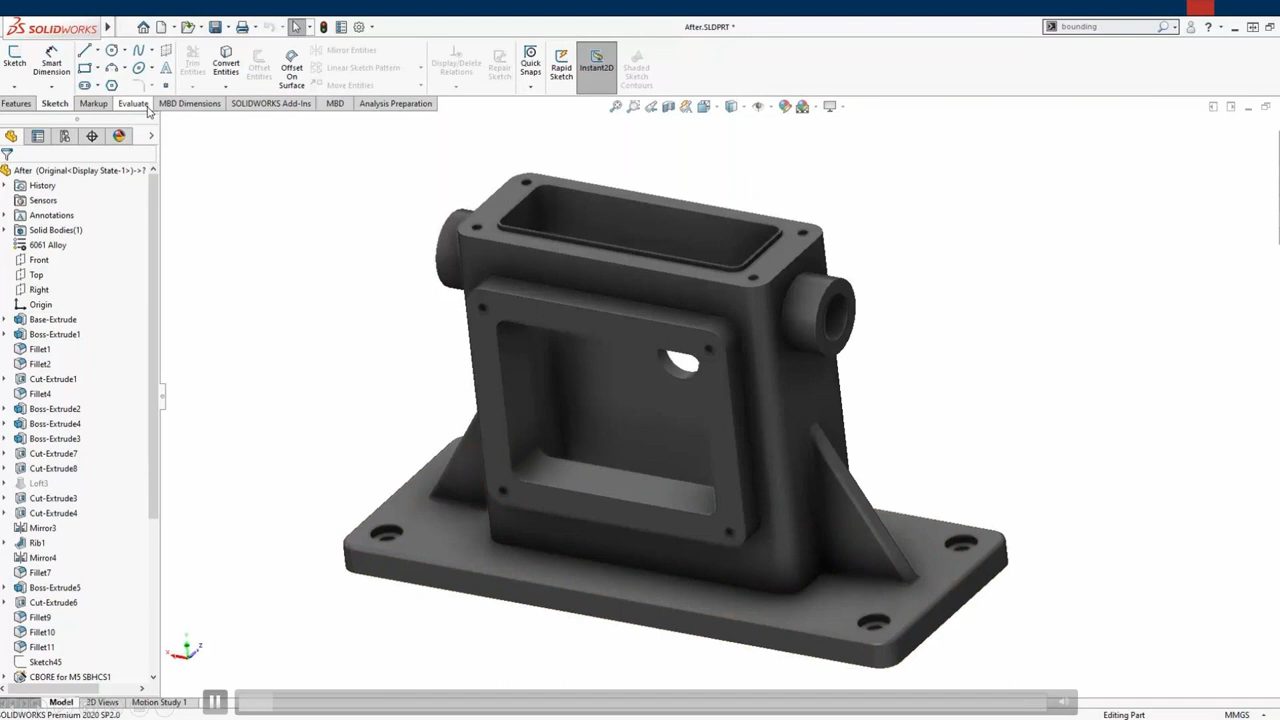 SOLIDWORKS
After.SLDPRT *
bounding
Sketch
Smart Dimension
Trim Entities
Convert Entities
Offset Entities
Offset On Surface
Mirror Entities
Linear Sketch Pattern
Move Entities
Display/Delete Relations
Repair Sketch
Quick Snaps
Rapid Sketch
Instant2D
Shaded Sketch Contours
Features Sketch Markup Evaluate MBD Dimensions SOLIDWORKS Add-Ins MBD Analysis Preparation
After (Original<Display State-1>)->?
History
Sensors
Annotations
Solid Bodies(1)
6061 Alloy
Front
Top
Right
Origin
Base-Extrude
Boss-Extrude1
Fillet1
Fillet2
Cut-Extrude1
Fillet4
Boss-Extrude2
Boss-Extrude4
Boss-Extrude3
Cut-Extrude7
Cut-Extrude8
Loft3
Cut-Extrude3
Cut-Extrude4
Mirror3
Rib1
Mirror4
Fillet7
Boss-Extrude5
Cut-Extrude6
Fillet9
Fillet10
Fillet11
Sketch45
CBORE for M5 SBHCS1
Model 3D Views Motion Study 1
SOLIDWORKS Premium 2020 SP2.0
Editing Part
MMGS